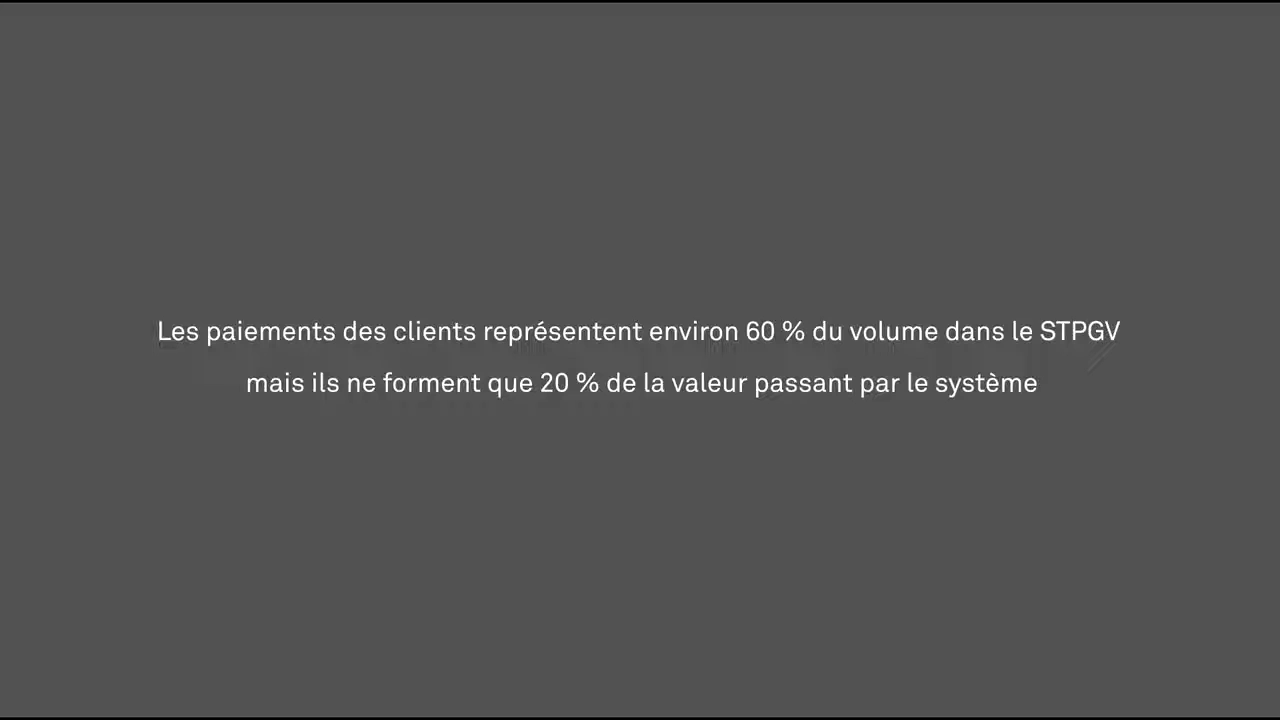 Les paiements des clients représentent environ 60 % du volume dans le STPGV
mais ils ne forment que 20 % de la valeur passant par le système